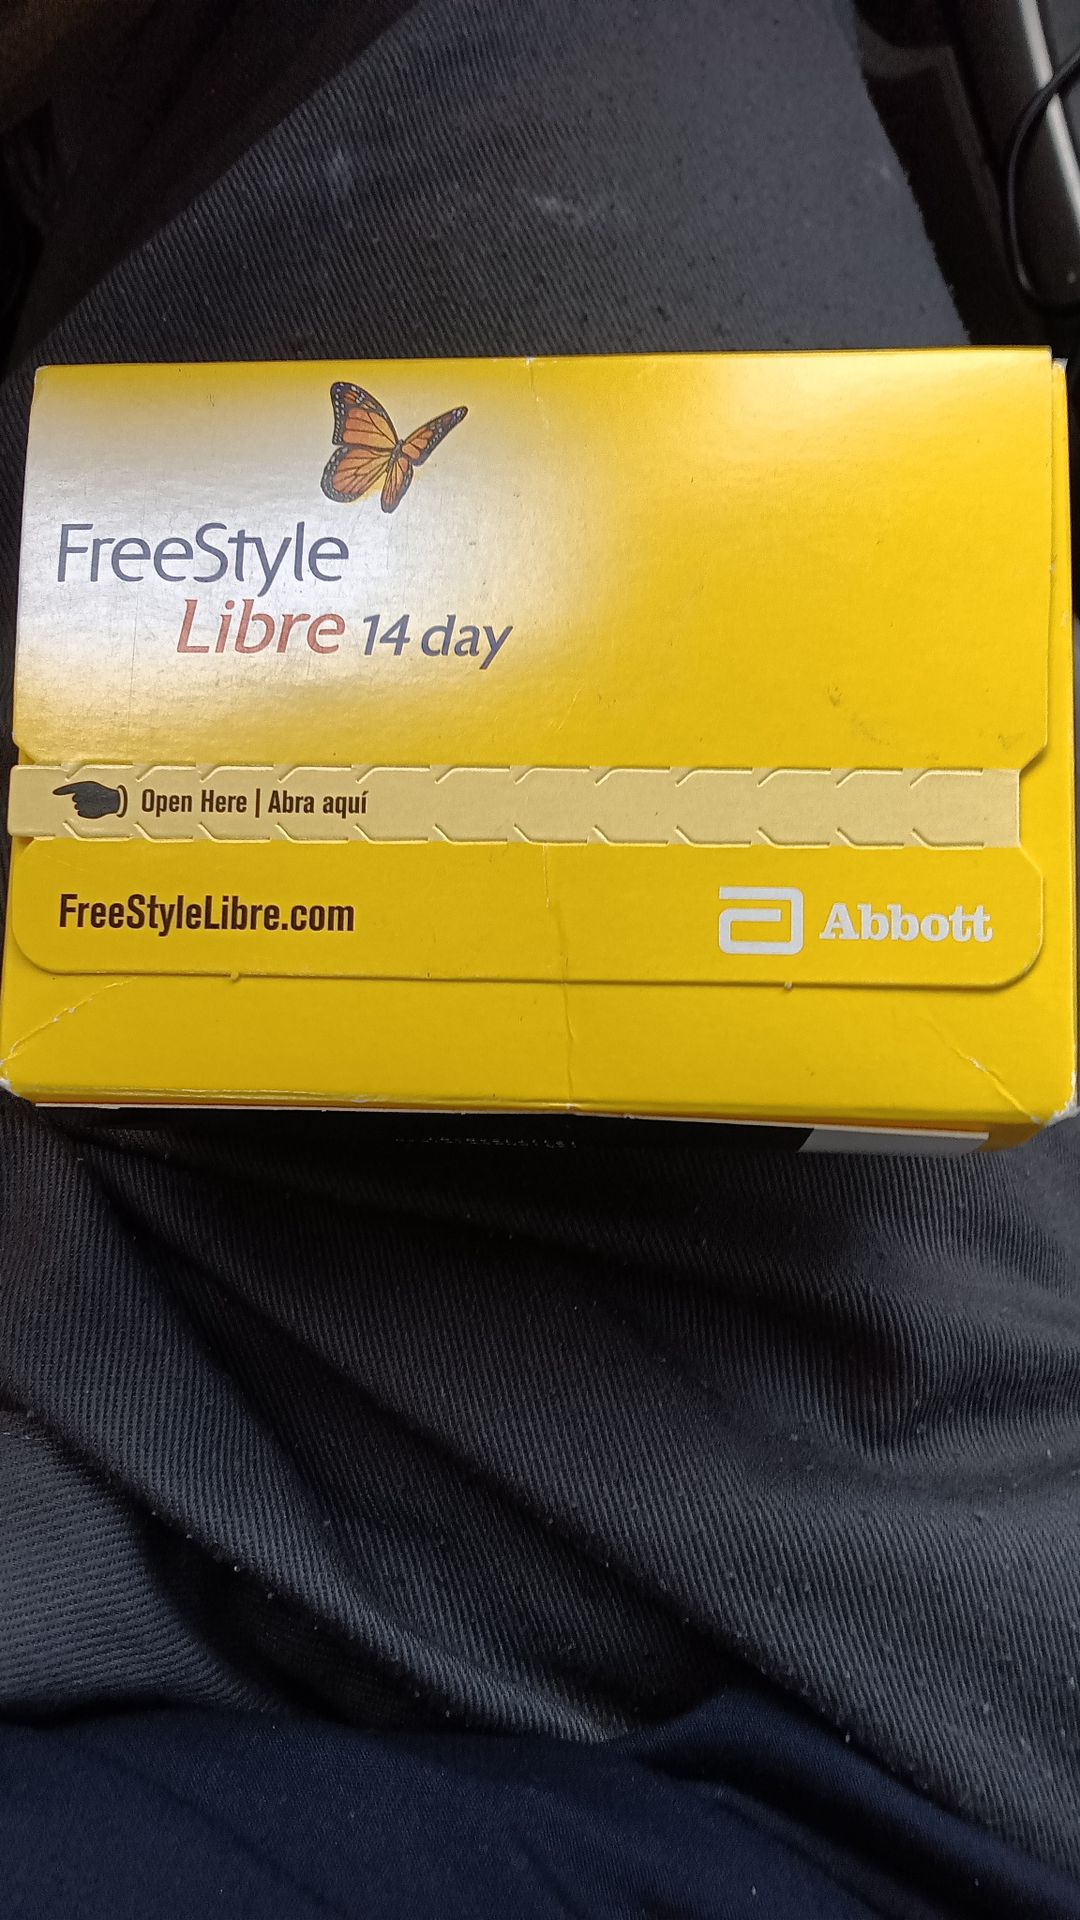 FreeStyle
Libre 14 day
Open Here | Abra aquí
FreeStyleLibre.com
Abbott